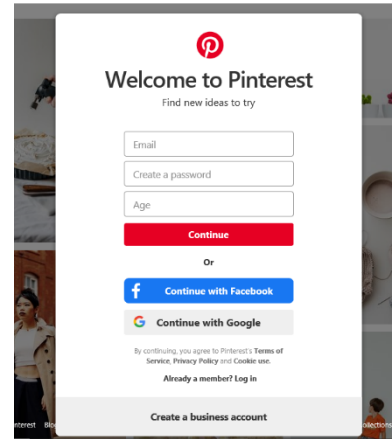 Welcome to Pinterest
Find new ideas to try
Email
Create a password
Age
Continue
Or
Continue with Facebook
Continue with Google
By continuing, you agree to Pinterest's Terms of
Service, Privacy Policy and Cookie use.
Already a member? Log in
Create a business account